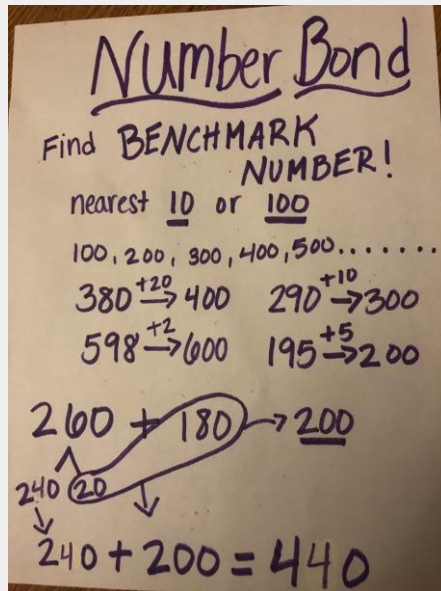 Number Bond
Find BENCHMARK
NUMBER!
nearest 10 or 100
100, 200, 300, 400, 500.......
380 +20→ 400 290 +10→ 300
598 +2→ 600 195 +5→ 200
260 + 180 → 200
240 20
240 + 200 = 440